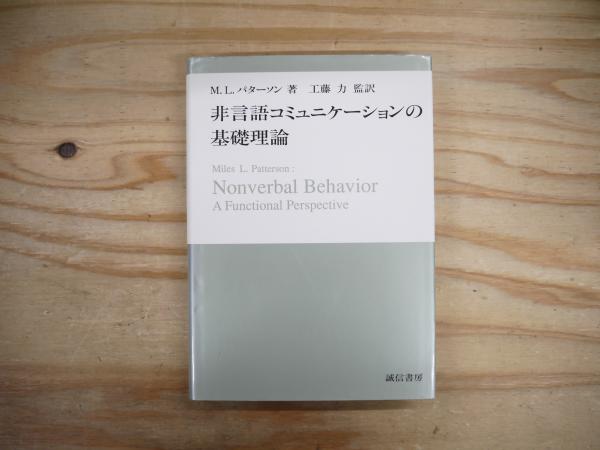 M. L. パターソン 著 工藤 力 監訳
非言語コミュニケーションの
基礎理論
Miles L. Patterson :
Nonverbal Behavior
A Functional Perspective
誠信書房